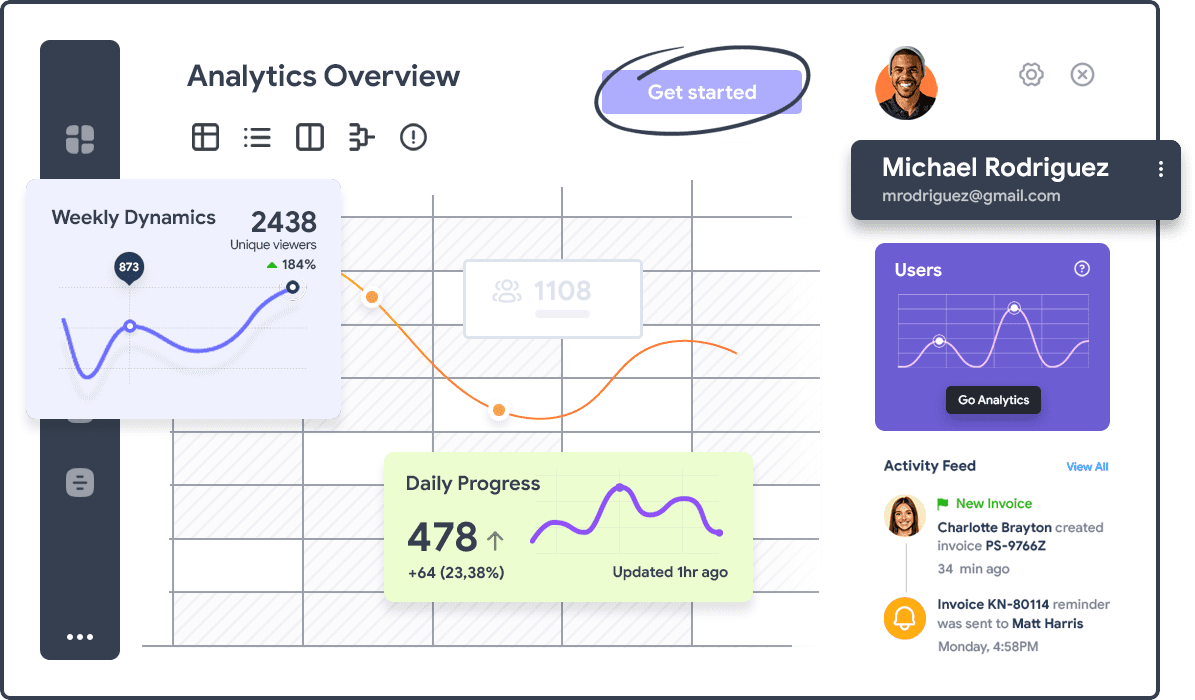 Analytics Overview
Get started
Weekly Dynamics
2438
Unique viewers
184%
873
1108
Daily Progress
478
+64 (23,38%)
Updated 1hr ago
Michael Rodriguez
mrodriguez@gmail.com
Users
Go Analytics
Activity Feed
View All
New Invoice
Charlotte Brayton created
invoice PS-9766Z
34 min ago
Invoice KN-80114 reminder
was sent to Matt Harris
Monday, 4:58PM